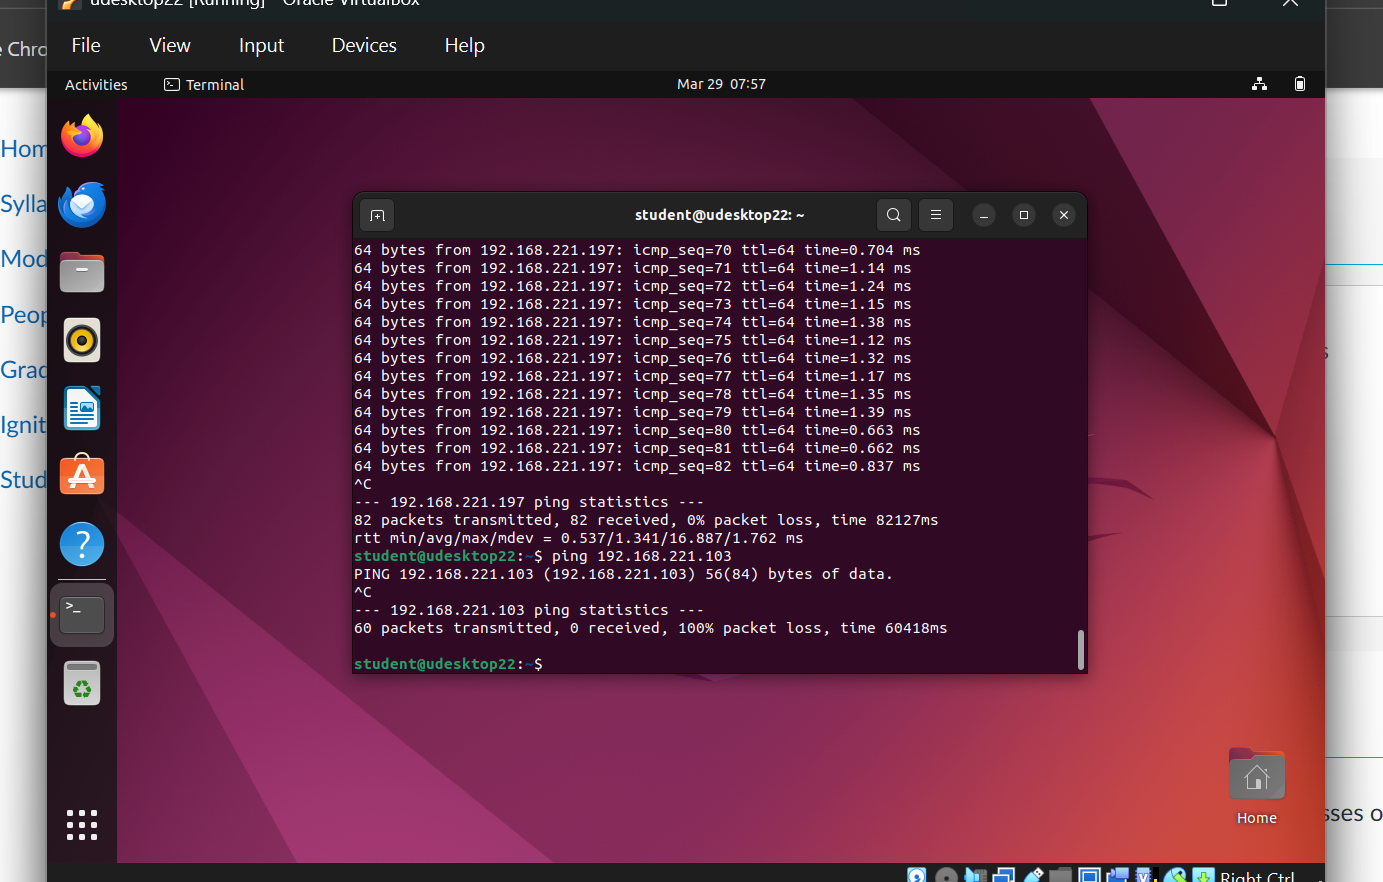 udesktop22 [Running] - Oracle VirtualBox
File View Input Devices Help
Activities Terminal Mar 29 07:57
student@udesktop22: ~
64 bytes from 192.168.221.197: icmp_seq=70 ttl=64 time=0.704 ms
64 bytes from 192.168.221.197: icmp_seq=71 ttl=64 time=1.14 ms
64 bytes from 192.168.221.197: icmp_seq=72 ttl=64 time=1.24 ms
64 bytes from 192.168.221.197: icmp_seq=73 ttl=64 time=1.15 ms
64 bytes from 192.168.221.197: icmp_seq=74 ttl=64 time=1.38 ms
64 bytes from 192.168.221.197: icmp_seq=75 ttl=64 time=1.12 ms
64 bytes from 192.168.221.197: icmp_seq=76 ttl=64 time=1.32 ms
64 bytes from 192.168.221.197: icmp_seq=77 ttl=64 time=1.17 ms
64 bytes from 192.168.221.197: icmp_seq=78 ttl=64 time=1.35 ms
64 bytes from 192.168.221.197: icmp_seq=79 ttl=64 time=1.39 ms
64 bytes from 192.168.221.197: icmp_seq=80 ttl=64 time=0.663 ms
64 bytes from 192.168.221.197: icmp_seq=81 ttl=64 time=0.662 ms
64 bytes from 192.168.221.197: icmp_seq=82 ttl=64 time=0.837 ms
^C
--- 192.168.221.197 ping statistics ---
82 packets transmitted, 82 received, 0% packet loss, time 82127ms
rtt min/avg/max/mdev = 0.537/1.341/16.887/1.762 ms
student@udesktop22:~$ ping 192.168.221.103
PING 192.168.221.103 (192.168.221.103) 56(84) bytes of data.
^C
--- 192.168.221.103 ping statistics ---
60 packets transmitted, 0 received, 100% packet loss, time 60418ms
student@udesktop22:~$
Home
Right Ctrl
e Chro
Hom
Sylla
Mod
Peop
Grad
Ignit
Stud
sses o